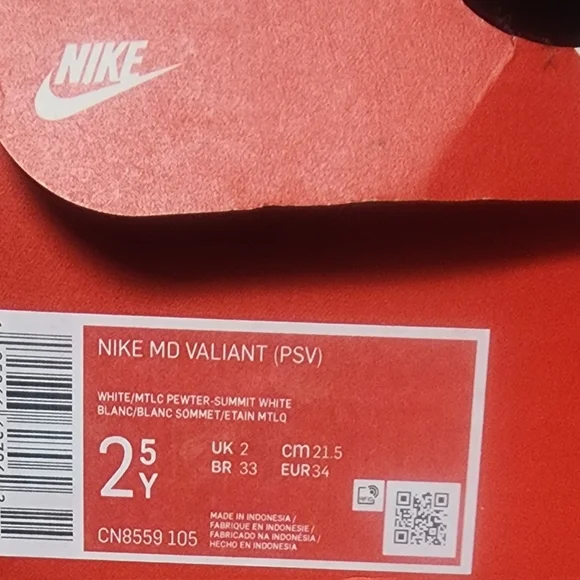 NIKE
NIKE MD VALIANT (PSV)
WHITE/MTLC PEWTER-SUMMIT WHITE
BLANC/BLANC SOMMET/ETAIN MTLQ
2 5 Y
UK 2 cm 21.5
BR 33 EUR 34
CN8559 105
MADE IN INDONESIA /
FABRIQUE EN INDONESIE /
FABRICADO NA INDONÉSIA /
HECHO EN INDONESIA